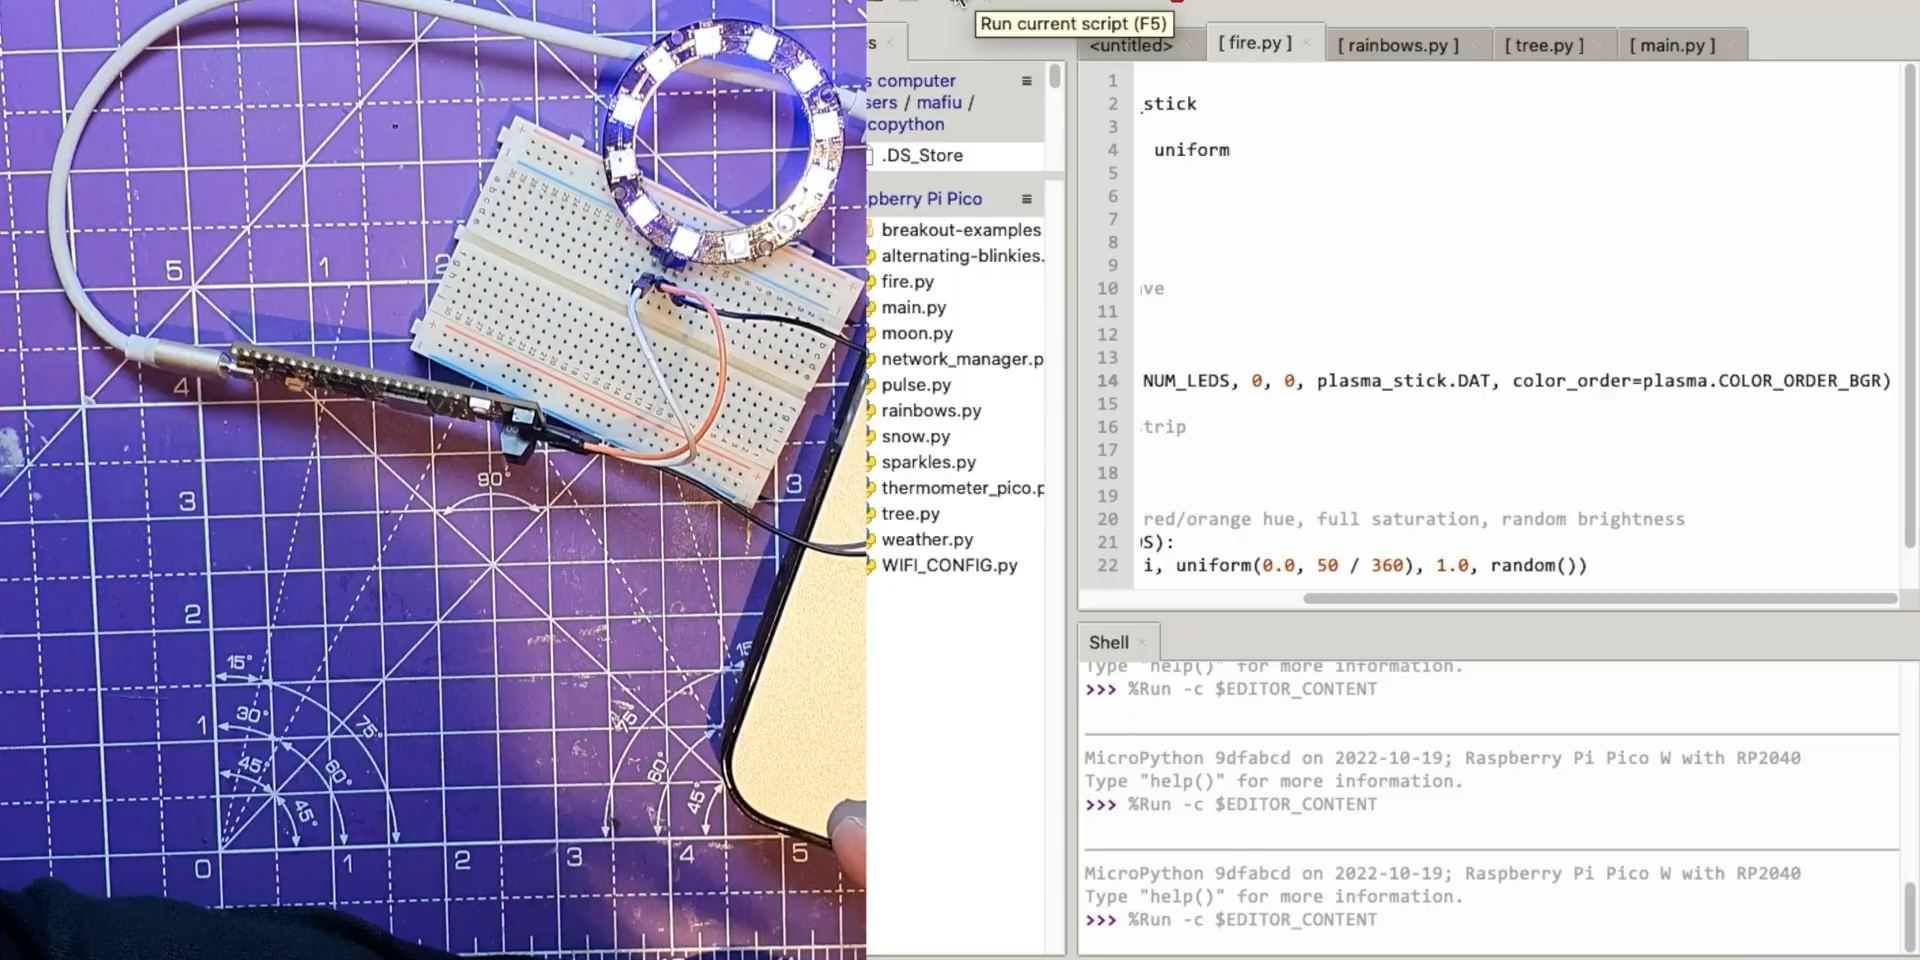 Run current script (F5)
<untitled>
[ fire.py ]
[ rainbows.py ]
[ tree.py ]
[ main.py ]
s computer
sers / mafiu /
copython
.DS_Store
pberry Pi Pico
breakout-examples
alternating-blinkies.
fire.py
main.py
moon.py
network_manager.p
pulse.py
rainbows.py
snow.py
sparkles.py
thermometer_pico.p
tree.py
weather.py
WIFI_CONFIG.py
1
2 _stick
3
4 uniform
5
6
7
8
9
10 ve
11
12
13
14 NUM_LEDS, 0, 0, plasma_stick.DAT, color_order=plasma.COLOR_ORDER_BGR)
15
16 trip
17
18
19
20 red/orange hue, full saturation, random brightness
21 S):
22 i, uniform(0.0, 50 / 360), 1.0, random())
Shell
Type "help()" for more information.
>>> %Run -c $EDITOR_CONTENT
MicroPython 9dfabcd on 2022-10-19; Raspberry Pi Pico W with RP2040
Type "help()" for more information.
>>> %Run -c $EDITOR_CONTENT
MicroPython 9dfabcd on 2022-10-19; Raspberry Pi Pico W with RP2040
Type "help()" for more information.
>>> %Run -c $EDITOR_CONTENT
5
1
2
4
3
90°
3
2
15°
15°
1
30°
75°
75°
45°
60°
60°
45°
45°
0
1
2
3
4
5